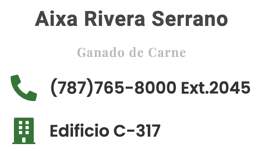 Aixa Rivera Serrano
Ganado de Carne
(787)765-8000 Ext.2045
Edificio C-317